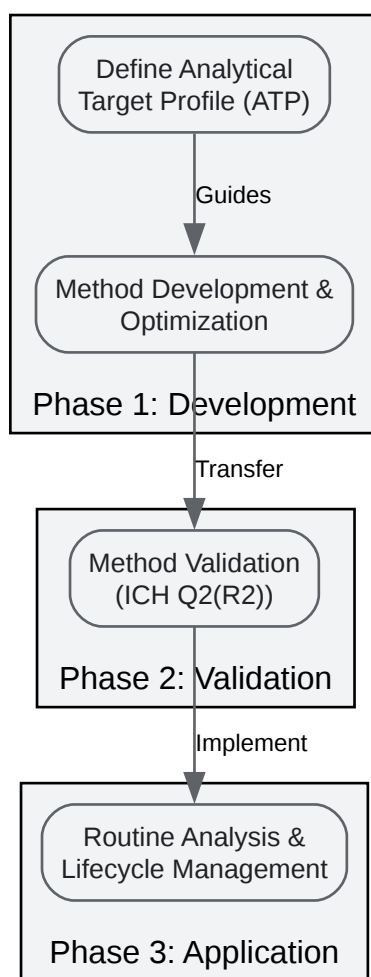 Define Analytical
Target Profile (ATP)
Guides
Method Development &
Optimization
Phase 1: Development
Transfer
Method Validation
(ICH Q2(R2))
Phase 2: Validation
Implement
Routine Analysis &
Lifecycle Management
Phase 3: Application